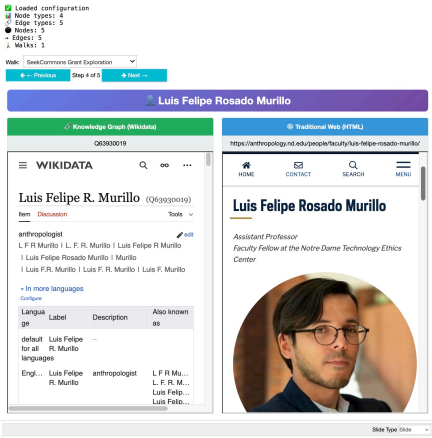 ✅ Loaded configuration
📊 Node types: 4
🔗 Edge types: 5
⚫ Nodes: 5
→ Edges: 5
🚶 Walks: 1
Walk: SeekCommons Grant Exploration
← Previous Step 4 of 5 → Next
Luis Felipe Rosado Murillo
Knowledge Graph (Wikidata)
Q63930019
WIKIDATA
Luis Felipe R. Murillo (Q63930019)
Item Discussion Tools
anthropologist edit
L F R Murillo | L. F. R. Murillo | Luis Felipe R Murillo
| Luis Felipe Rosado Murillo | Murillo
| Luis F.R. Murillo | Luis F. R. Murillo | Luis F. Murillo
In more languages
Configure
Language Label Description Also known as
default for all languages Luis Felipe R. Murillo –
Engl... Luis Felipe R. Murillo anthropologist L F R Mu...
L. F. R. M...
Luis Felip...
Luis Felip...
Traditional Web (HTML)
https://anthropology.nd.edu/people/faculty/luis-felipe-rosado-murillo/
HOME CONTACT SEARCH MENU
Luis Felipe Rosado Murillo
Assistant Professor
Faculty Fellow at the Notre Dame Technology Ethics
Center
Slide Type Slide